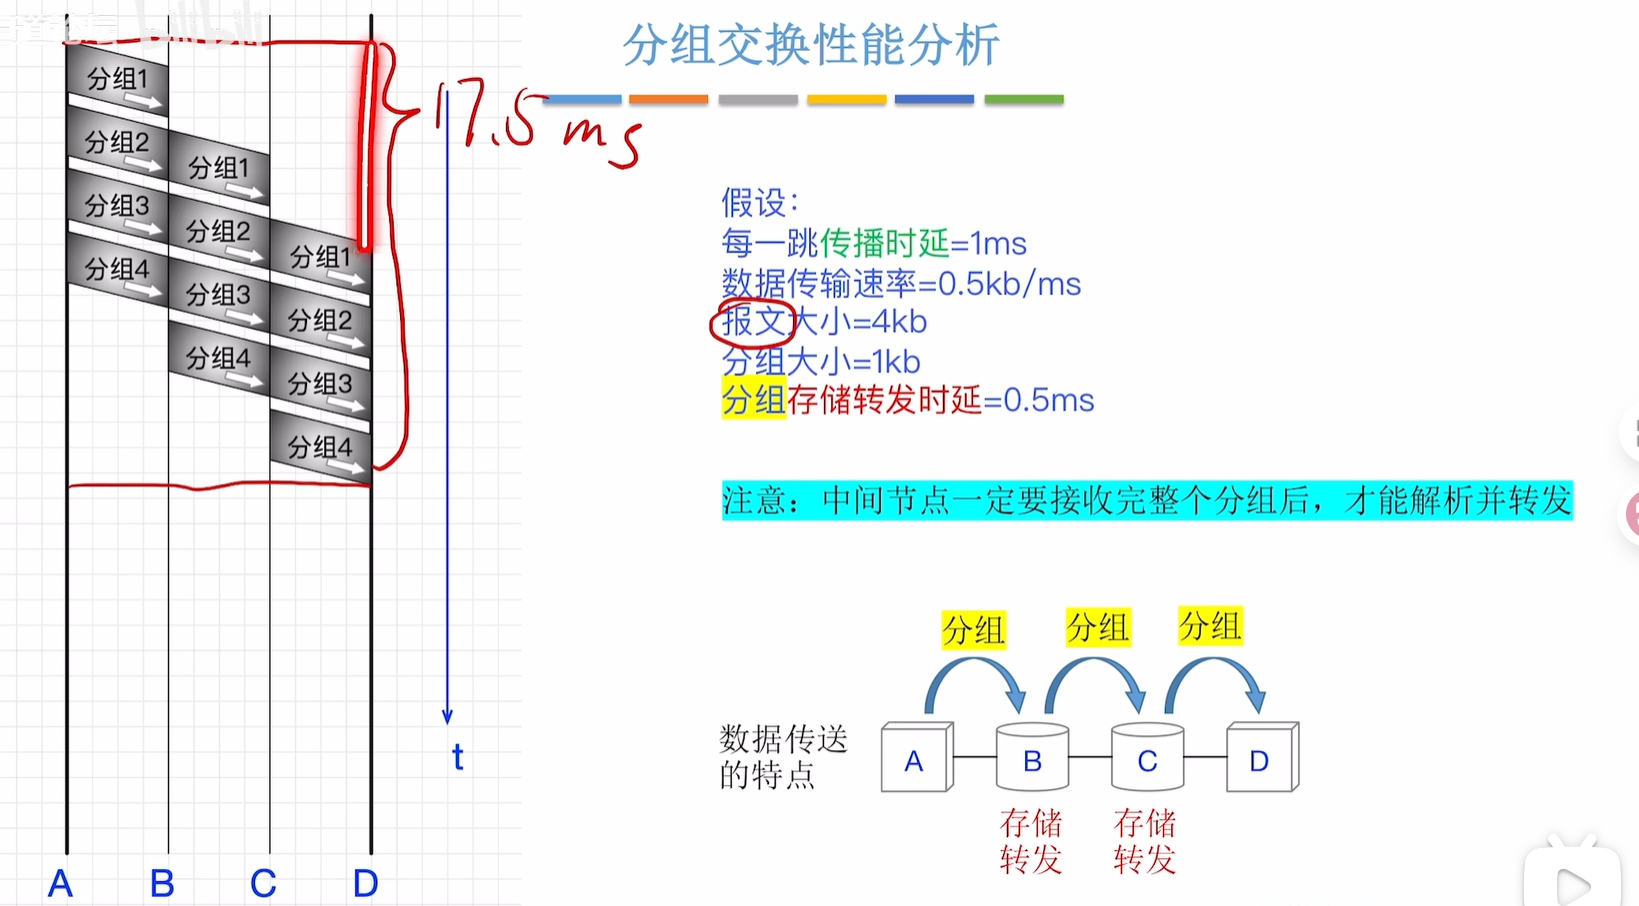 分组交换性能分析
17.5 ms
分组1
分组2
分组1
分组3
分组2
分组1
分组4
分组3
分组2
分组4
分组3
分组4
t
A B C D
假设：
每一跳传播时延=1ms
数据传输速率=0.5kb/ms
报文大小=4kb
分组大小=1kb
分组存储转发时延=0.5ms
注意：中间节点一定要接收完整个分组后，才能解析并转发
分组 分组 分组
数据传送
的特点
A B C D
存储 存储
转发 转发